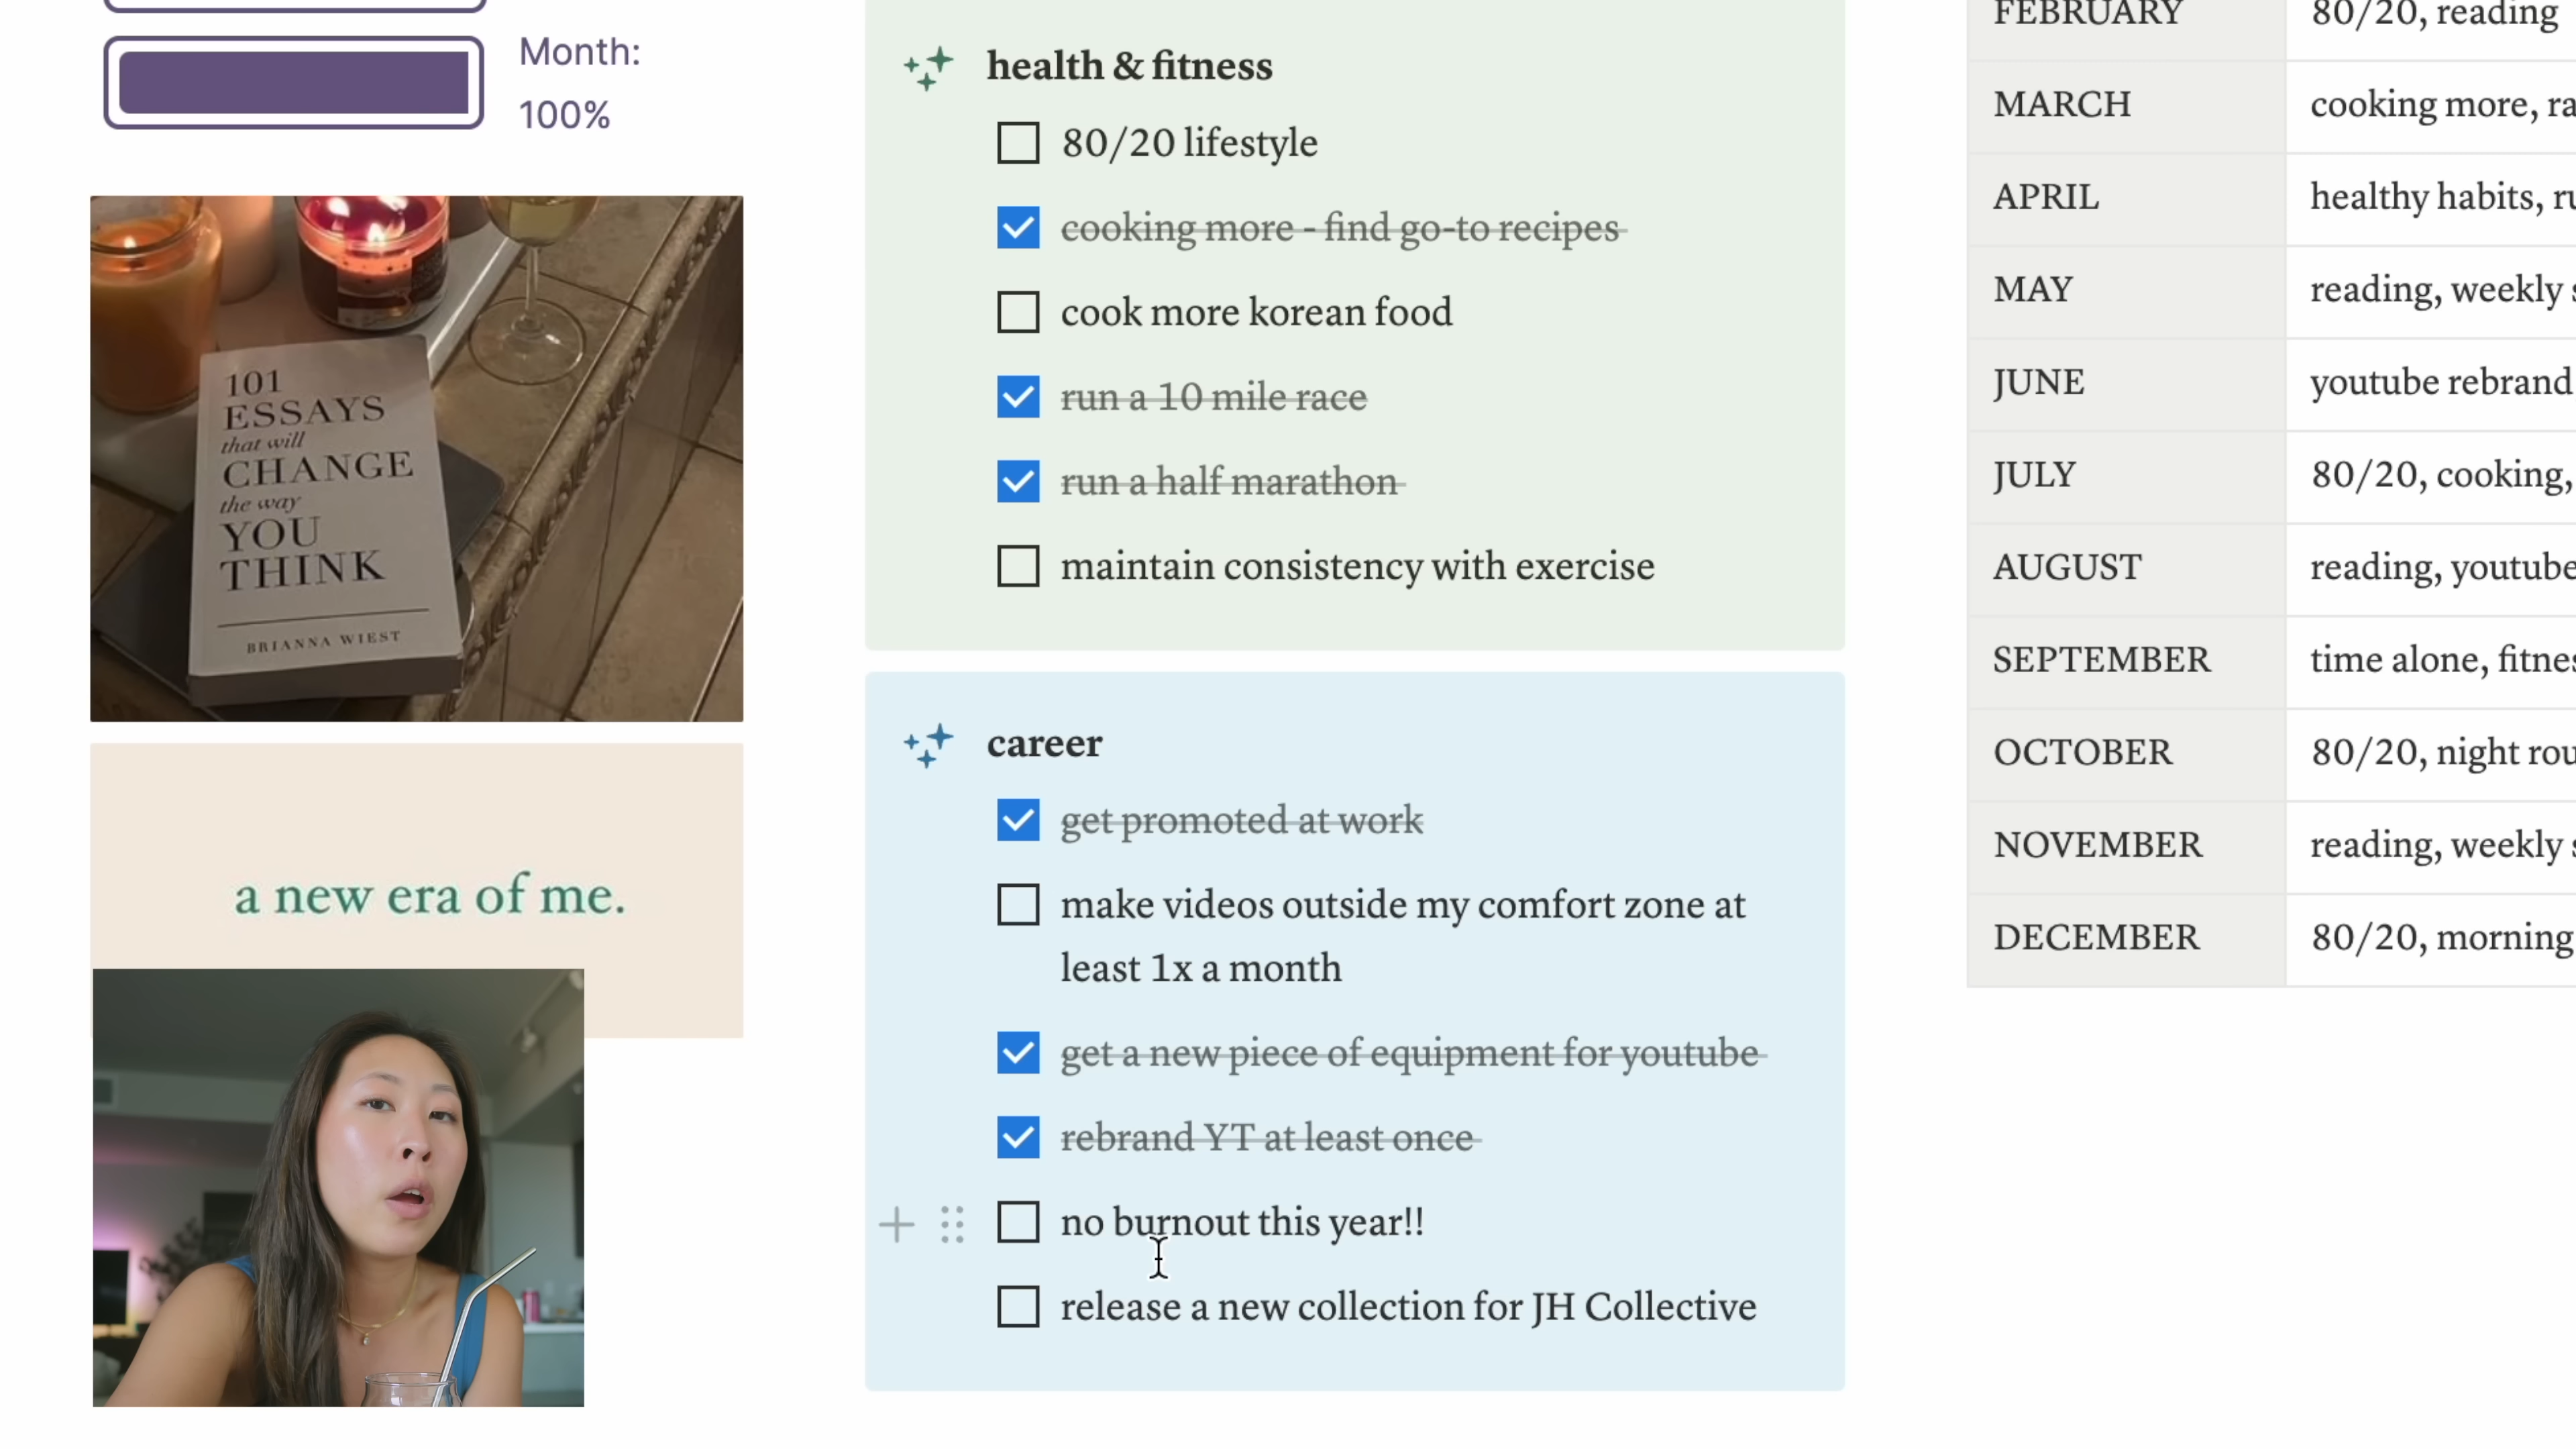 Month:
100%
101
ESSAYS
that will
CHANGE
the way
YOU
THINK
BRIANNA WIEST
a new era of me.
health & fitness
80/20 lifestyle
cooking more - find go-to recipes
cook more korean food
run a 10 mile race
run a half marathon
maintain consistency with exercise
career
get promoted at work
make videos outside my comfort zone at
least 1x a month
get a new piece of equipment for youtube
rebrand YT at least once
no burnout this year!!
release a new collection for JH Collective
FEBRUARY 80/20, reading
MARCH cooking more,
APRIL healthy habits,
MAY reading, weekly
JUNE youtube rebrand
JULY 80/20, cooking,
AUGUST reading, youtube
SEPTEMBER time alone,
OCTOBER 80/20, night
NOVEMBER reading, weekly
DECEMBER 80/20, morning